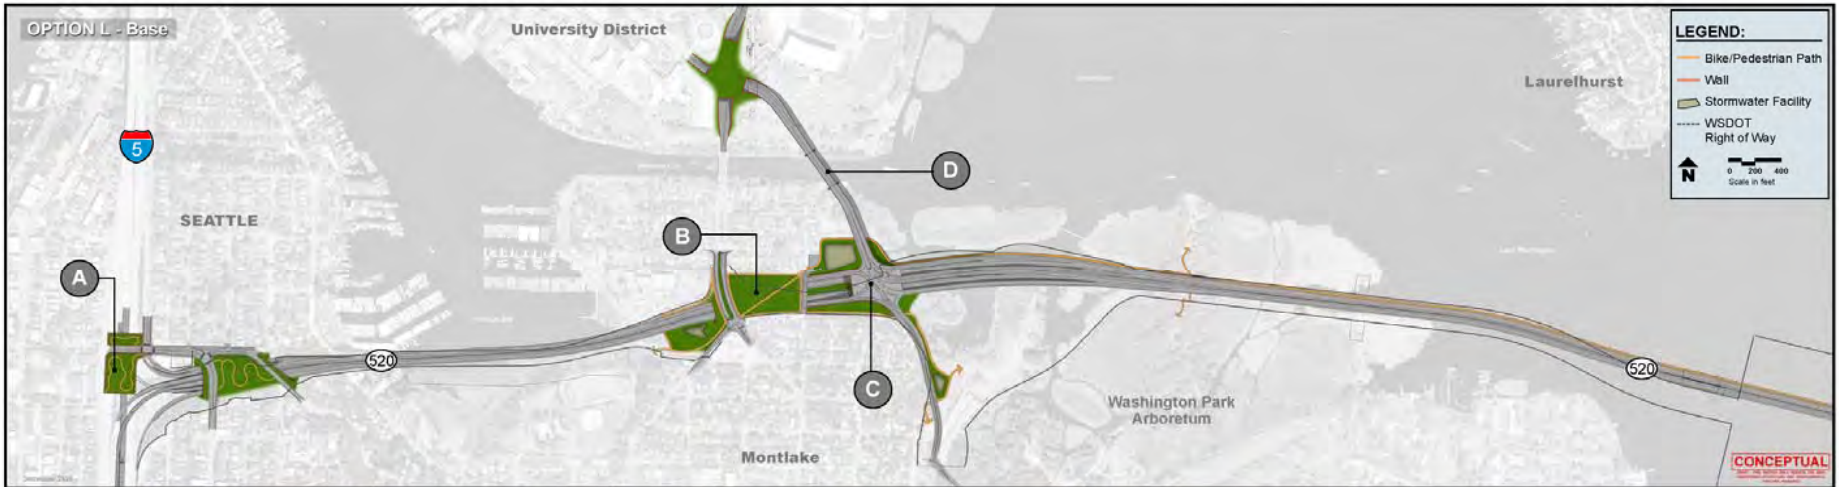 OPTION L - Base
University District
LEGEND:
Bike/Pedestrian Path
Wall
Stormwater Facility
WSDOT
Right of Way
N
0 200 400
Scale in feet
Laurelhurst
5
SEATTLE
D
B
A
520
C
520
Washington Park
Arboretum
Montlake
CONCEPTUAL